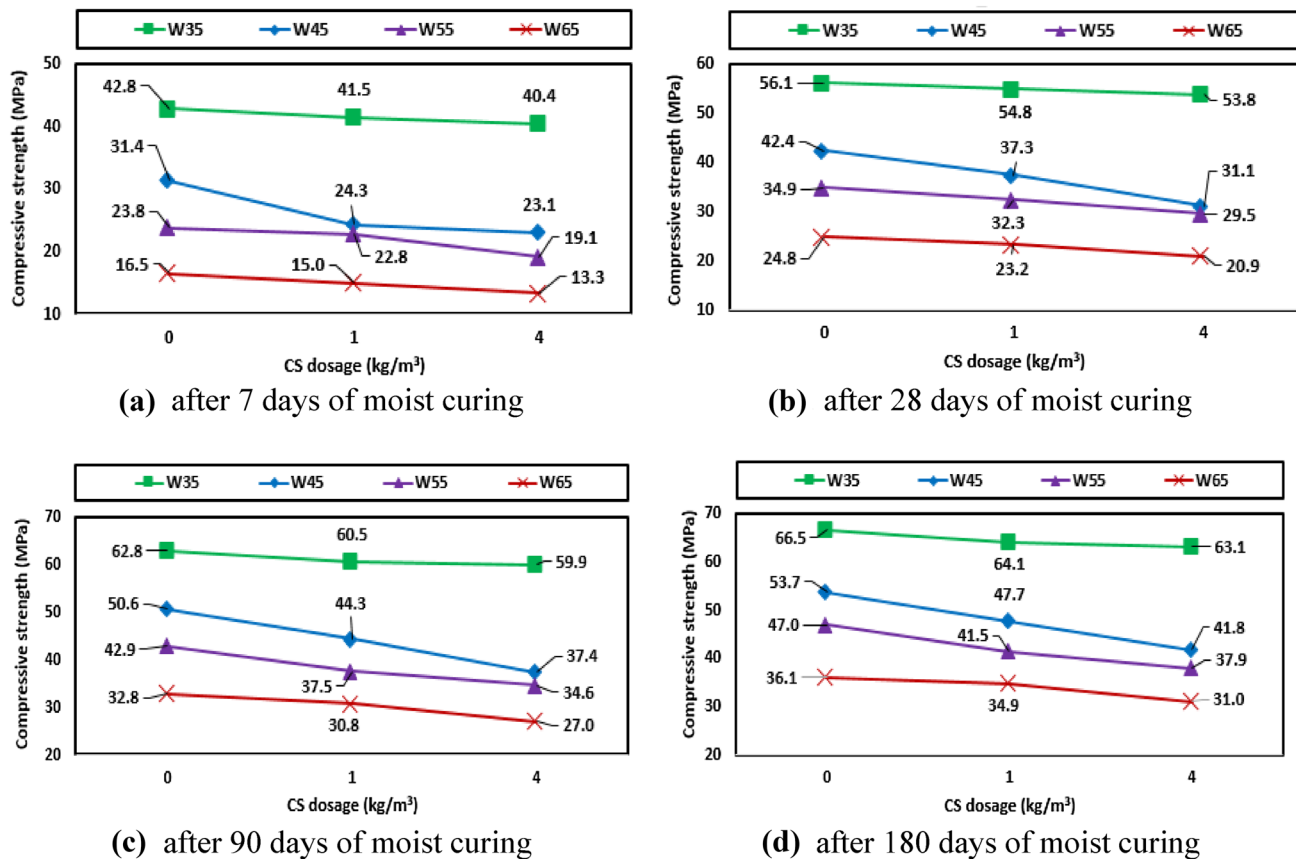 W35 W45 W55 W65
Compressive strength (MPa)
50
40
30
20
10
42.8 41.5 40.4
31.4 24.3 23.1
23.8 22.8 19.1
16.5 15.0 13.3
0 1 4
CS dosage (kg/m³)
(a) after 7 days of moist curing
W35 W45 W55 W65
Compressive strength (MPa)
60
50
40
30
20
10
56.1 54.8 53.8
42.4 37.3 31.1
34.9 32.3 29.5
24.8 23.2 20.9
0 1 4
CS dosage (kg/m³)
(b) after 28 days of moist curing
W35 W45 W55 W65
Compressive strength (MPa)
70
60
50
40
30
20
62.8 60.5 59.9
50.6 44.3 37.4
42.9 37.5 34.6
32.8 30.8 27.0
0 1 4
CS dosage (kg/m³)
(c) after 90 days of moist curing
W35 W45 W55 W65
Compressive strength (MPa)
70
60
50
40
30
20
66.5 64.1 63.1
53.7 47.7 41.8
47.0 41.5 37.9
36.1 34.9 31.0
0 1 4
CS dosage (kg/m³)
(d) after 180 days of moist curing